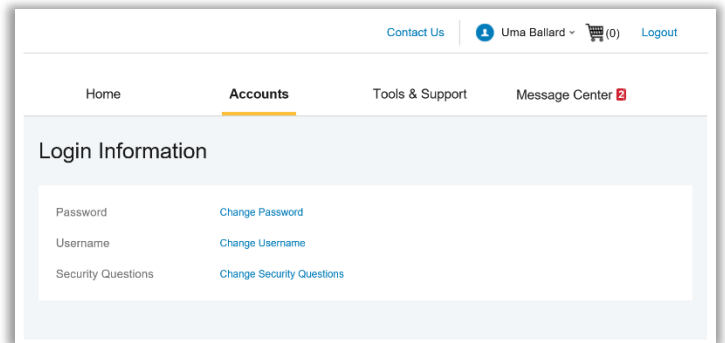 Contact Us Uma Ballard (0) Logout
Home Accounts Tools & Support Message Center 2
Login Information
Password Change Password
Username Change Username
Security Questions Change Security Questions